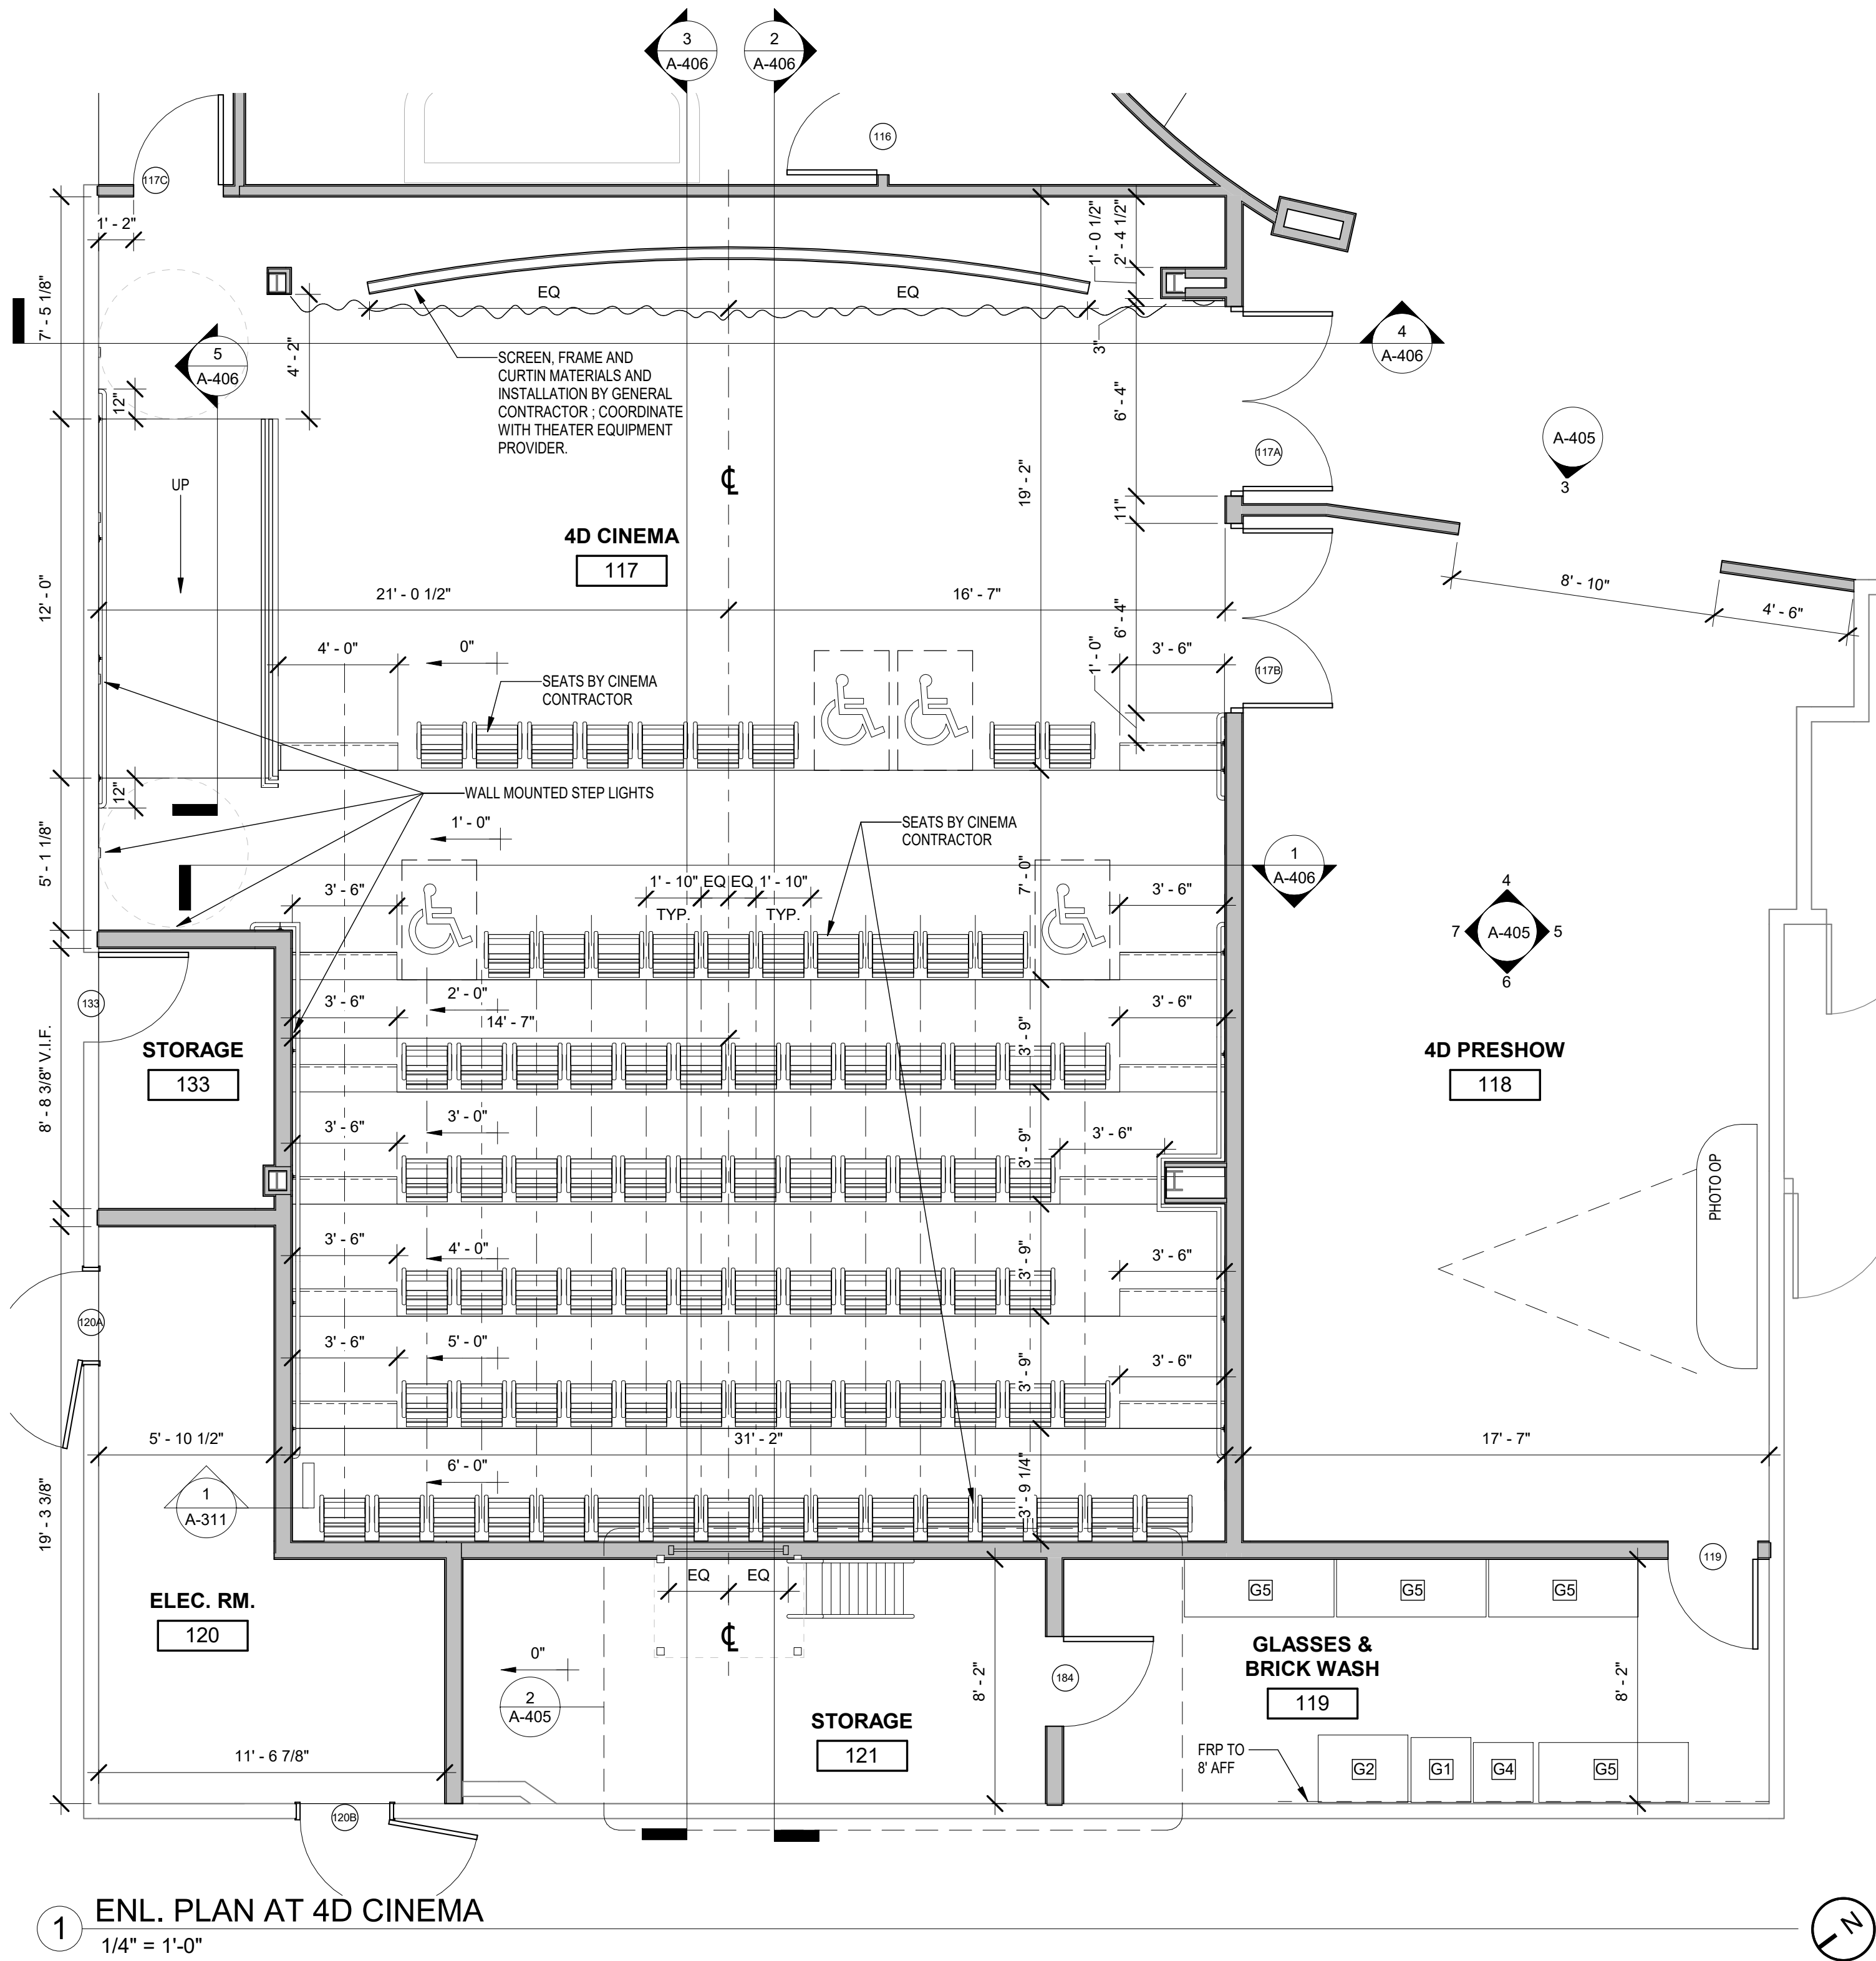 3
A-406
2
A-406
116
117C
1' - 2"
1' - 0 1/2"
2' - 4 1/2"
EQ
EQ
7' - 5 1/8"
4' - 2"
3"
5
A-406
4
A-406
SCREEN, FRAME AND
CURTIN MATERIALS AND
INSTALLATION BY GENERAL
CONTRACTOR ; COORDINATE
WITH THEATER EQUIPMENT
PROVIDER.
12"
6' - 4"
A-405
3
117A
UP
19' - 2"
11"
4D CINEMA
117
12' - 0"
21' - 0 1/2"
16' - 7"
8' - 10"
4' - 6"
6' - 4"
4' - 0"
0"
1' - 0"
3' - 6"
117B
SEATS BY CINEMA
CONTRACTOR
12"
WALL MOUNTED STEP LIGHTS
1' - 0"
SEATS BY CINEMA
CONTRACTOR
5' - 1 1/8"
7' - 0"
1
A-406
3' - 6"
1' - 10"
EQ
EQ
1' - 10"
TYP.
TYP.
3' - 6"
4
7
A-405
5
6
133
3' - 6"
2' - 0"
14' - 7"
3' - 6"
3' - 9"
STORAGE
133
4D PRESHOW
118
8' - 8 3/8" V.I.F.
3' - 6"
3' - 0"
3' - 9"
3' - 6"
PHOTO OP
3' - 6"
4' - 0"
3' - 9"
3' - 6"
120A
3' - 6"
5' - 0"
3' - 9"
3' - 6"
5' - 10 1/2"
31' - 2"
17' - 7"
6' - 0"
3' - 9 1/4"
1
A-311
19' - 3 3/8"
119
EQ
EQ
G5
G5
G5
ELEC. RM.
120
0"
2
A-405
8' - 2"
184
GLASSES &
BRICK WASH
119
8' - 2"
STORAGE
121
11' - 6 7/8"
FRP TO
8' AFF
G2
G1
G4
G5
120B
1
ENL. PLAN AT 4D CINEMA
1/4" = 1'-0"
N